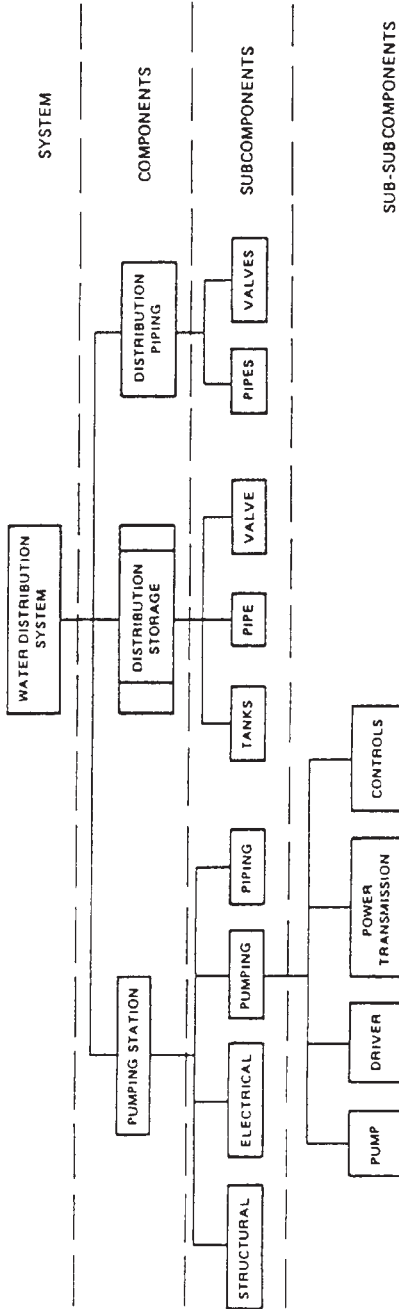 WATER DISTRIBUTION
SYSTEM
SYSTEM
PUMPING STATION
DISTRIBUTION
STORAGE
DISTRIBUTION
PIPING
COMPONENTS
STRUCTURAL
ELECTRICAL
PUMPING
PIPING
TANKS
PIPE
VALVE
PIPES
VALVES
SUBCOMPONENTS
PUMP
DRIVER
POWER
TRANSMISSION
CONTROLS
SUB-SUBCOMPONENTS